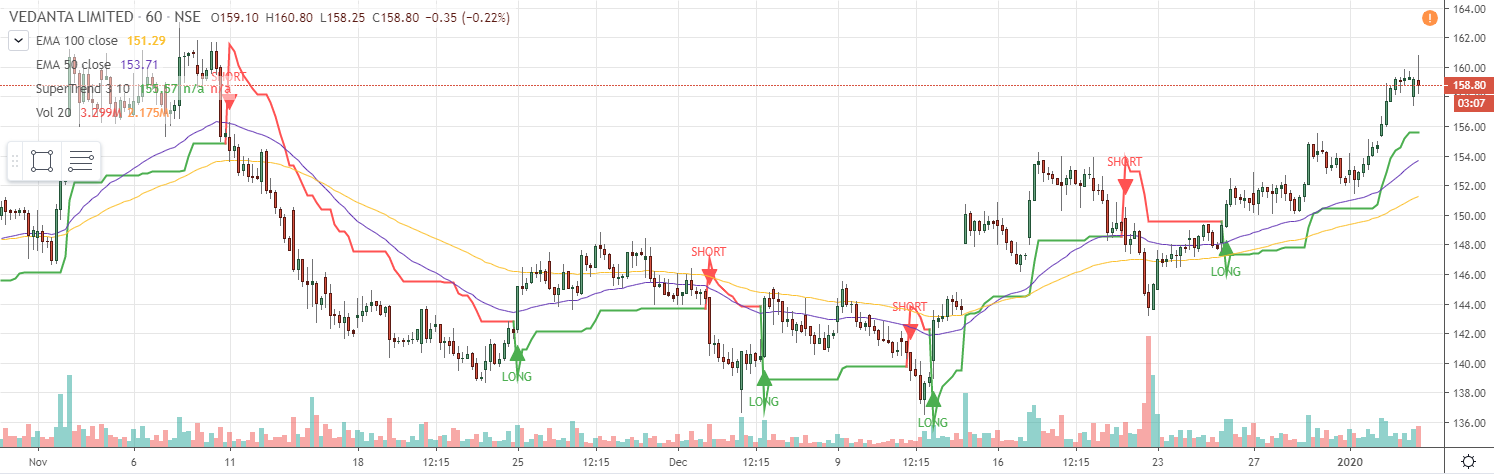 VEDANTA LIMITED · 60 · NSE O159.10 H160.80 L158.25 C158.80 −0.35 (−0.22%)
EMA 100 close 151.29
EMA 50 close 153.71
SuperTrend 3 10 155.57 n/a n/a
Vol 20 3.299M 2.175M
SHORT
LONG
SHORT
LONG
SHORT
LONG
SHORT
LONG
164.00
162.00
160.00
158.80
03:07
156.00
154.00
152.00
150.00
148.00
146.00
144.00
142.00
140.00
138.00
136.00
Nov 6 11 18 12:15 25 12:15 Dec 12:15 9 12:15 16 12:15 23 12:15 27 12:15 2020